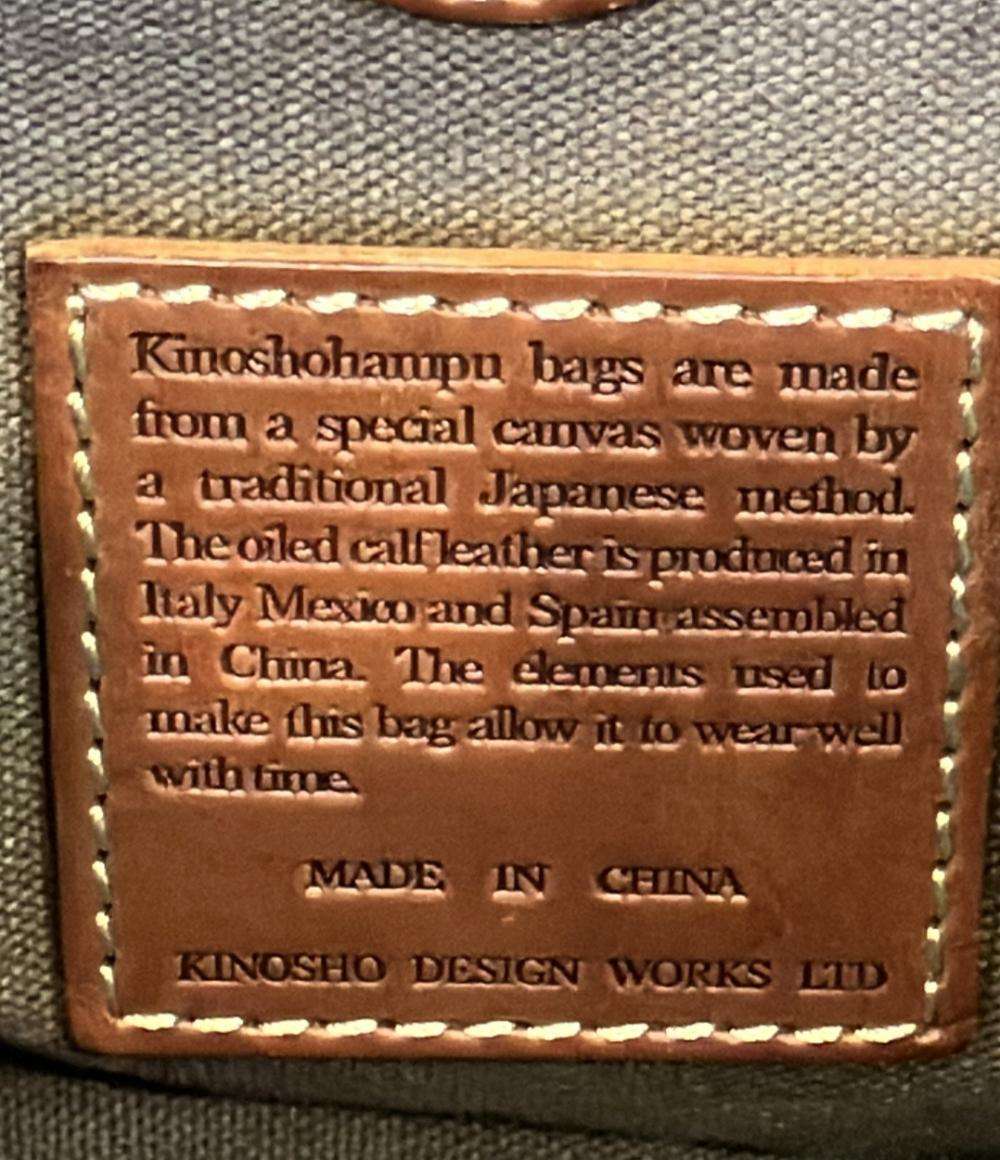 Kinoshohampu bags are made
from a special canvas woven by
a traditional Japanese method.
The oiled calf leather is produced in
Italy Mexico and Spain assembled
in China. The elements used to
make this bag allow it to wear well
with time.
MADE IN CHINA
KINOSHO DESIGN WORKS LTD